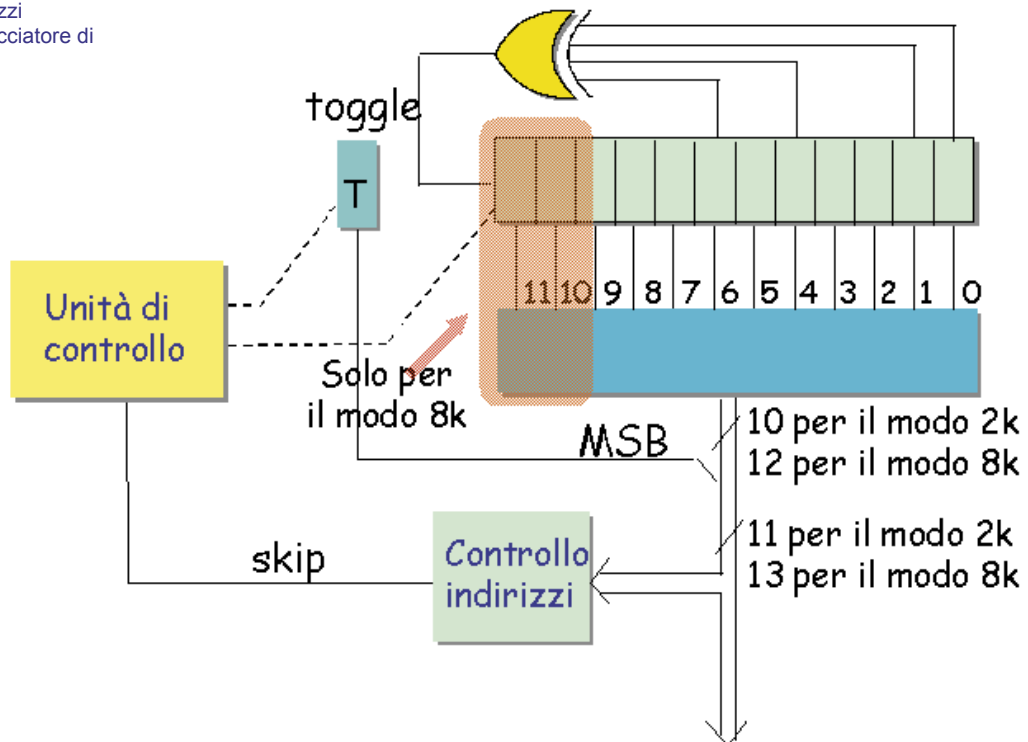 zzi
cciatore di
toggle
T
11 10 9 8 7 6 5 4 3 2 1 0
Unità di
controllo
Solo per
il modo 8k
MSB
10 per il modo 2k
12 per il modo 8k
11 per il modo 2k
13 per il modo 8k
skip
Controllo
indirizzi